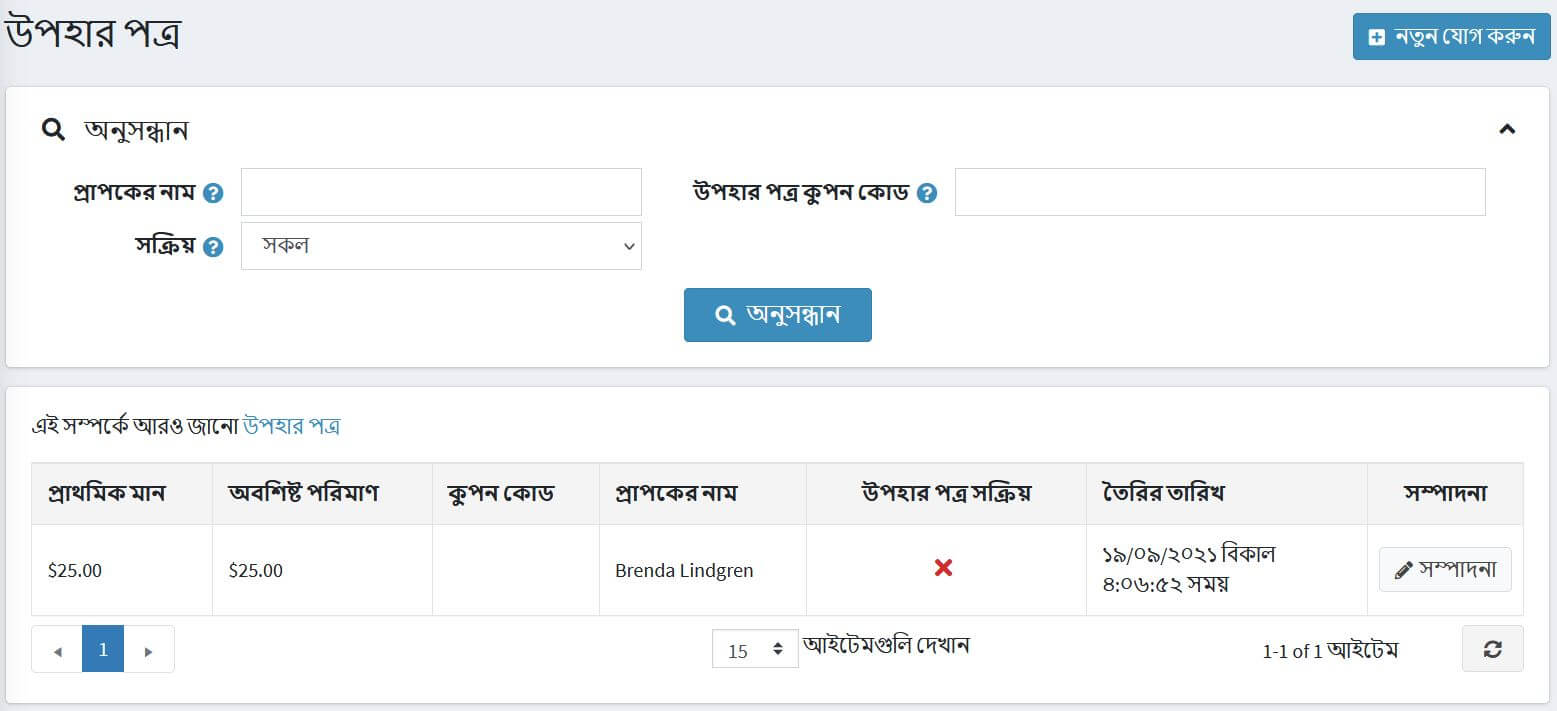 উপহার পত্র
নতুন যোগ করুন
অনুসন্ধান
প্রাপকের নাম
উপহার পত্র কুপন কোড
সক্রিয়
সকল
অনুসন্ধান
এই সম্পর্কে আরও জানো উপহার পত্র
প্রাথমিক মান অবশিষ্ট পরিমাণ কুপন কোড প্রাপকের নাম উপহার পত্র সক্রিয় তৈরির তারিখ সম্পাদনা
$25.00 $25.00 Brenda Lindgren ১৯/০৯/২০২১ বিকাল সম্পাদনা
৪:০৬:৫২ সময়
1 15 আইটেমগুলি দেখান 1-1 of 1 আইটেম